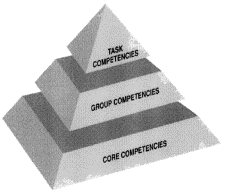 TASK
COMPETENCIES
GROUP COMPETENCIES
CORE COMPETENCIES